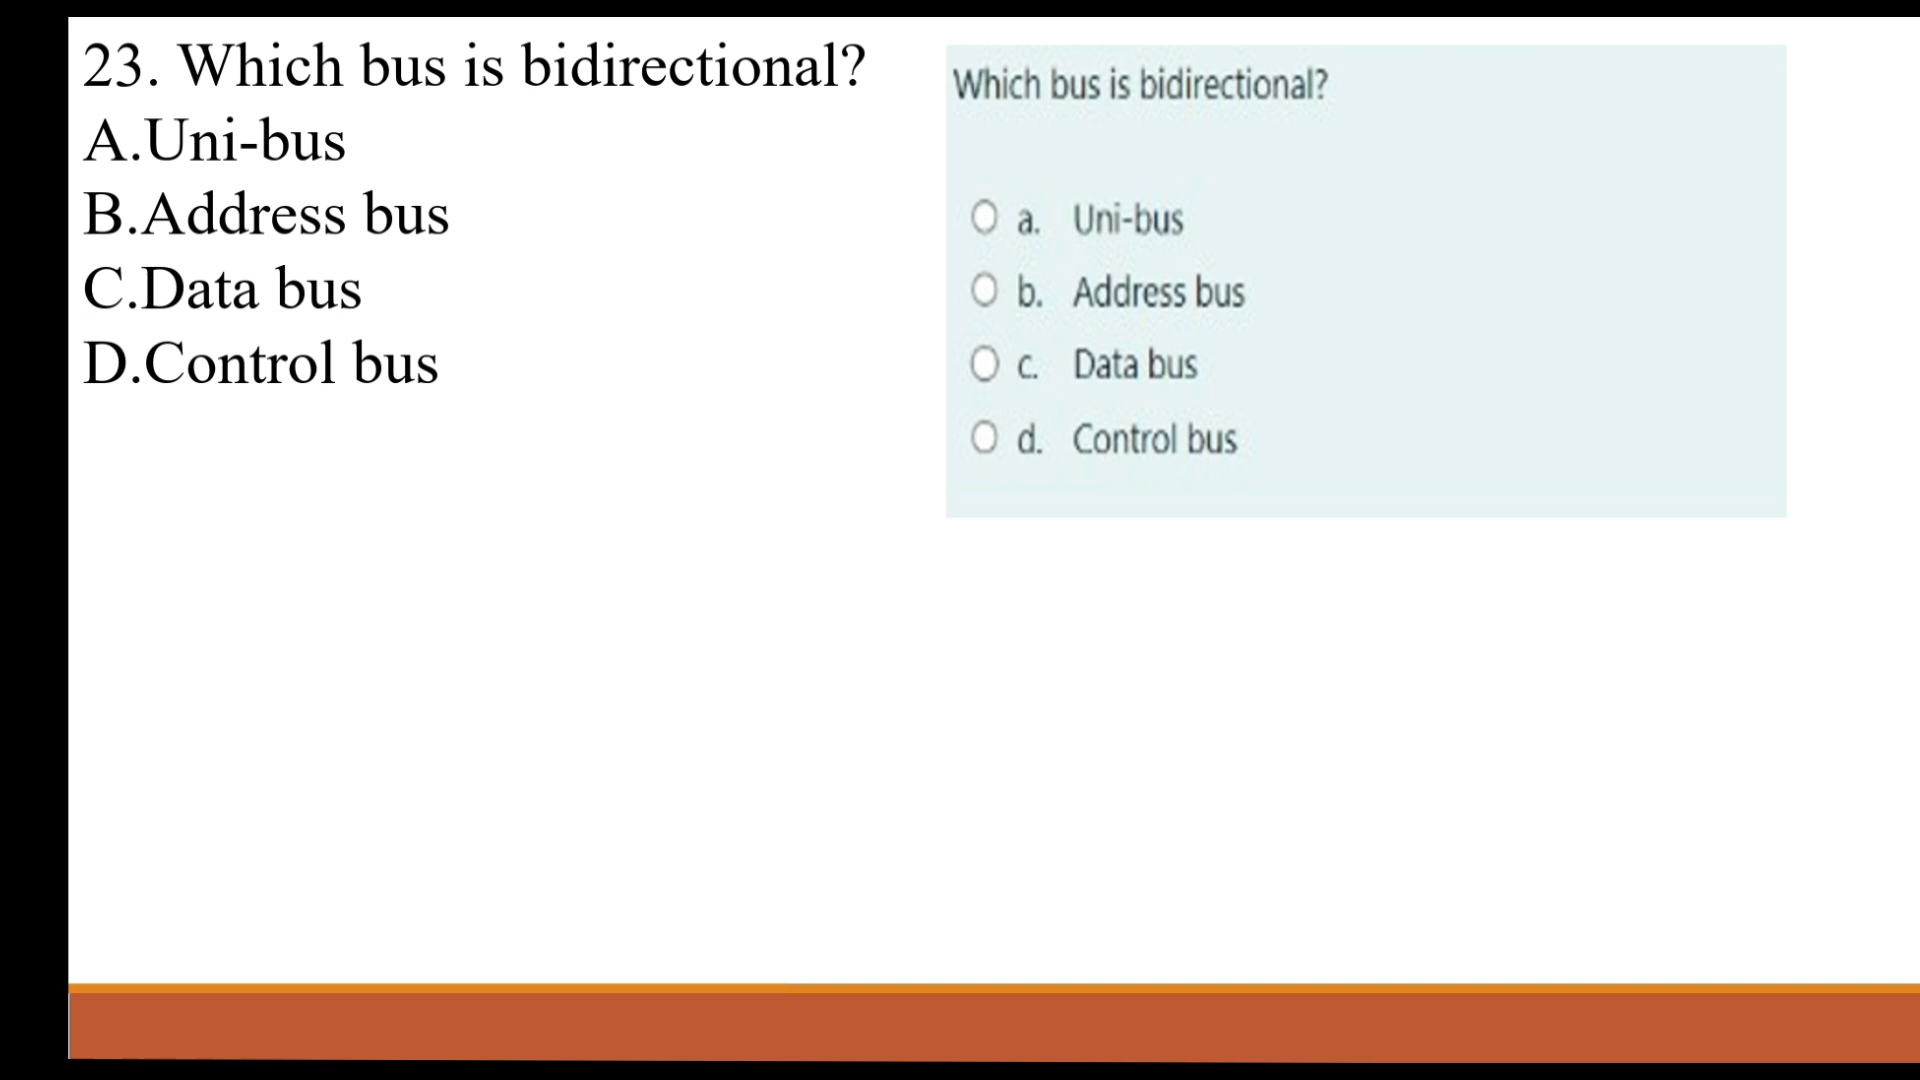 23. Which bus is bidirectional?
A.Uni-bus
B.Address bus
C.Data bus
D.Control bus
Which bus is bidirectional?
a. Uni-bus
b. Address bus
c. Data bus
d. Control bus